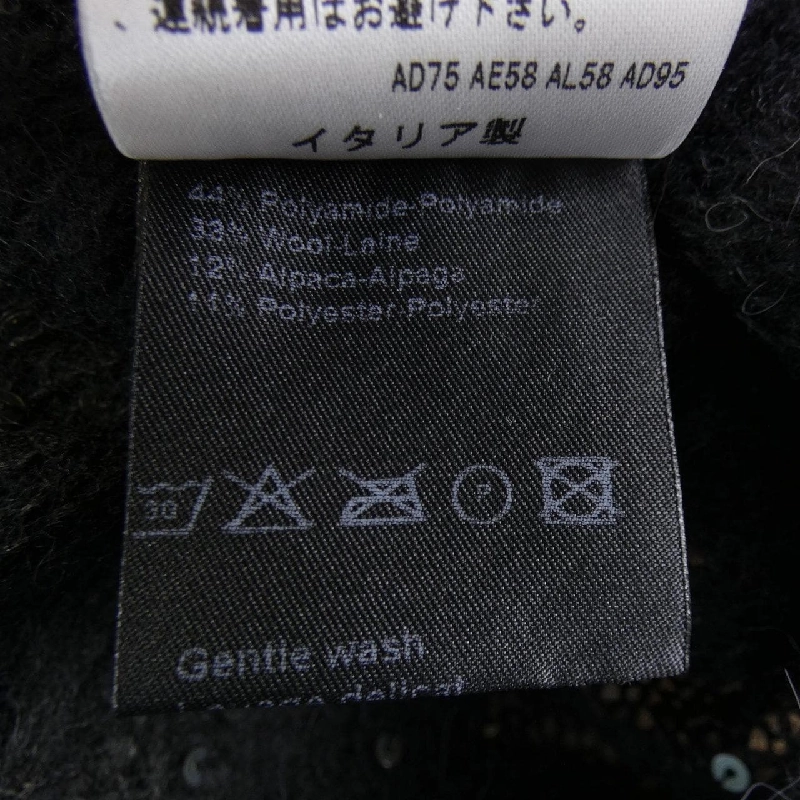 、連続着用はお避け下さい。
AD75 AE58 AL58 AD95
イタリア製
44% Polyamide-Polyamide
33% Wool-Laine
12% Alpaca-Alpaga
11% Polyester-Polyester
30
P
Gentle wash
délicat